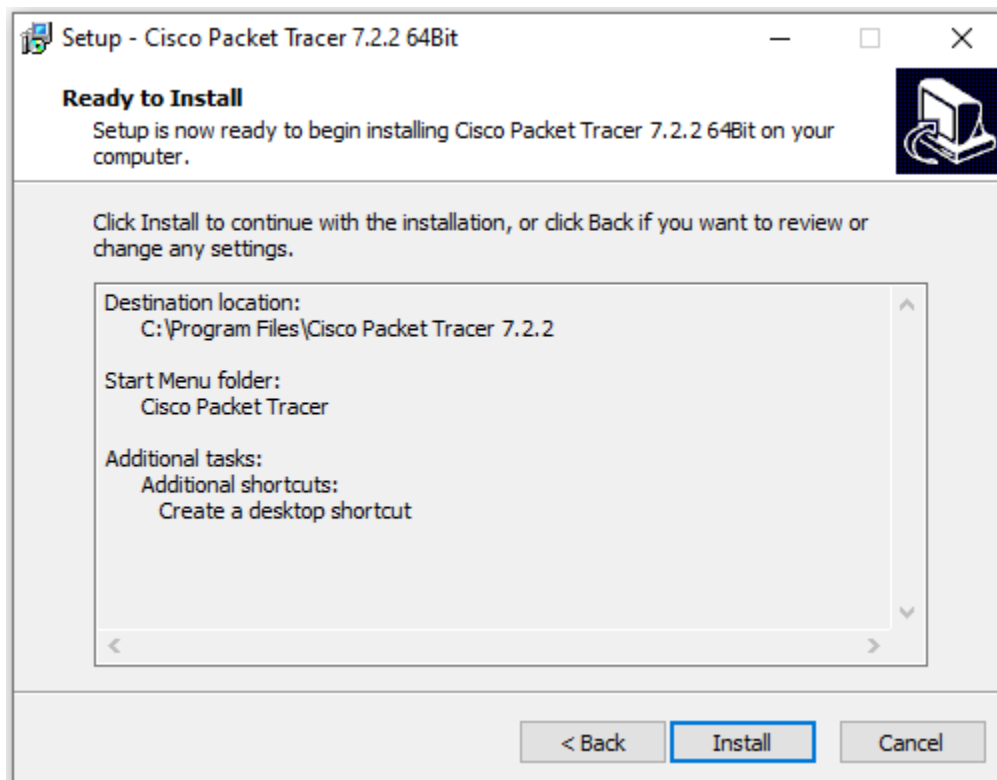 Setup - Cisco Packet Tracer 7.2.2 64Bit
Ready to Install
Setup is now ready to begin installing Cisco Packet Tracer 7.2.2 64Bit on your
computer.
Click Install to continue with the installation, or click Back if you want to review or
change any settings.
Destination location:
C:\Program Files\Cisco Packet Tracer 7.2.2
Start Menu folder:
Cisco Packet Tracer
Additional tasks:
Additional shortcuts:
Create a desktop shortcut
< Back Install Cancel